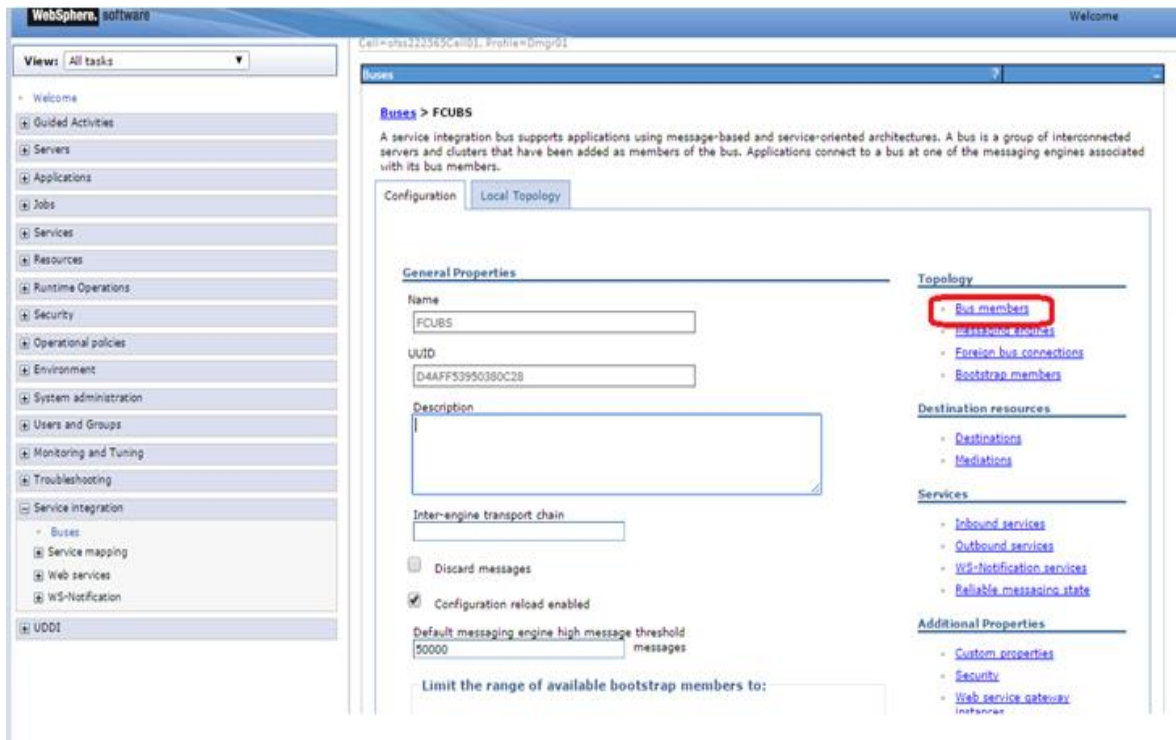 WebSphere. software
Welcome
View: All tasks
Welcome
Guided Activities
Servers
Applications
Jobs
Services
Resources
Runtime Operations
Security
Operational policies
Environment
System administration
Users and Groups
Monitoring and Tuning
Troubleshooting
Service integration
Buses
Service mapping
Web services
WS-Notification
UDDI
Profile=Dmgr01
Buses
?
Buses > FCUBS
A service integration bus supports applications using message-based and service-oriented architectures. A bus is a group of interconnected
servers and clusters that have been added as members of the bus. Applications connect to a bus at one of the messaging engines associated
with its bus members.
Configuration
Local Topology
General Properties
Name
FCUBS
UUID
D4AFF53950380C2B
Description
Inter-engine transport chain
Discard messages
Configuration reload enabled
Default messaging engine high message threshold
50000 messages
Limit the range of available bootstrap members to:
Topology
Bus members
Messaging engines
Foreign bus connections
Bootstrap members
Destination resources
Destinations
Mediations
Services
Inbound services
Outbound services
WS-Notification services
Reliable messaging state
Additional Properties
Custom properties
Security
Web service gateway
instances